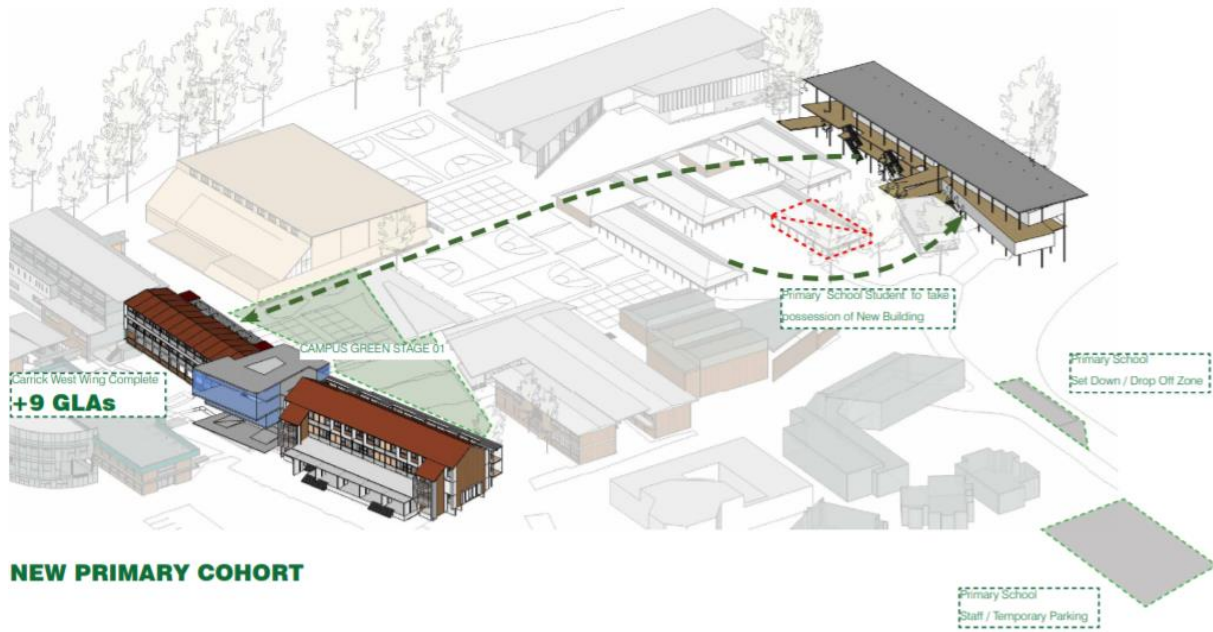 Primary School Student to take
possession of New Building
CAMPUS GREEN STAGE 01
Primary School
Set Down / Drop Off Zone
Carrick West Wing Complete
+9 GLAs
NEW PRIMARY COHORT
Primary School
Staff / Temporary Parking